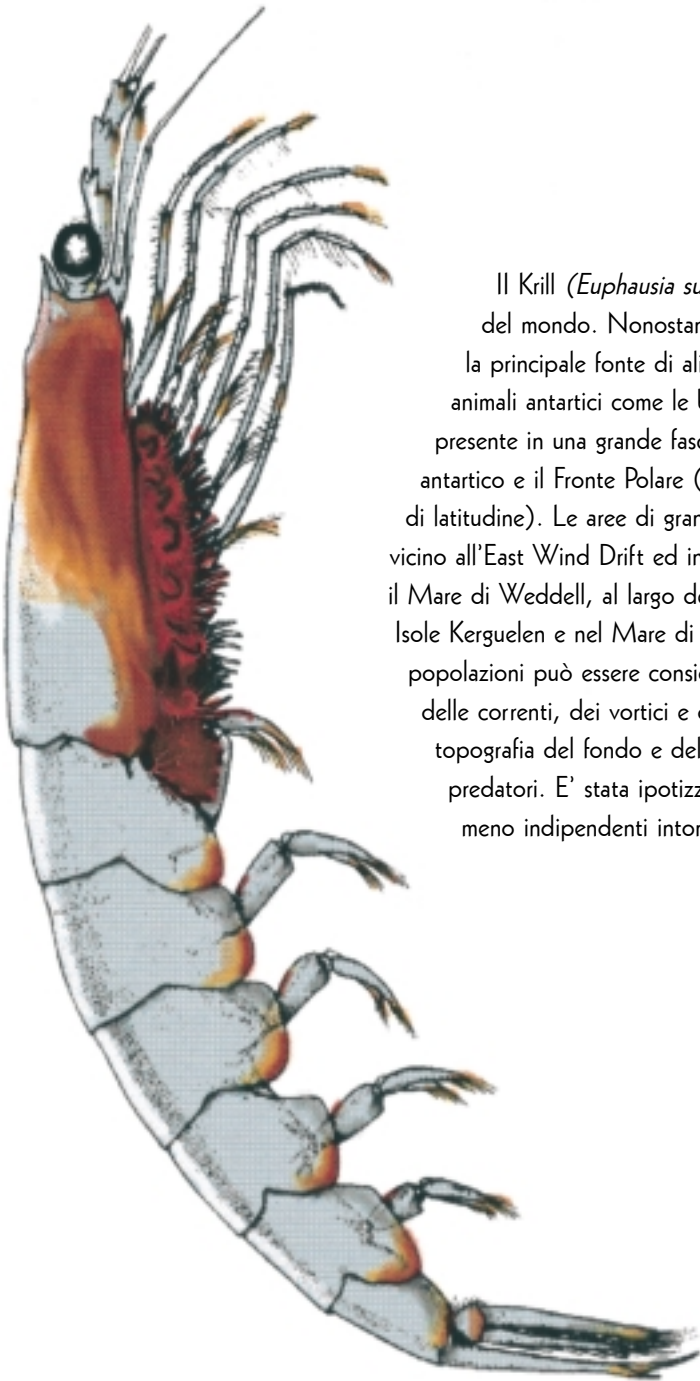 Il Krill (Euphausia su
del mondo. Nonostan
la principale fonte di ali
animali antartici come le
presente in una grande fasc
antartico e il Fronte Polare (
di latitudine). Le aree di gran
vicino all'East Wind Drift ed in
il Mare di Weddell, al largo de
Isole Kerguelen e nel Mare di
popolazioni può essere consid
delle correnti, dei vortici e
topografia del fondo e del
predatori. E' stata ipotizz
meno indipendenti intor